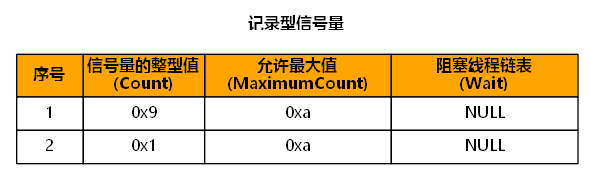 记录型信号量
序号 信号量的整型值 (Count) 允许最大值 (MaximumCount) 阻塞线程链表 (Wait)
1 0x9 0xa NULL
2 0x1 0xa NULL